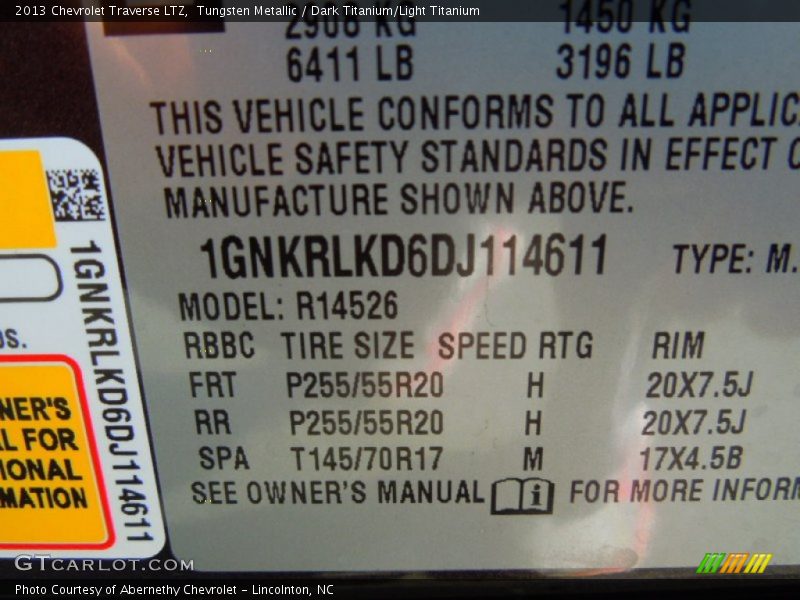 2013 Chevrolet Traverse LTZ, Tungsten Metallic / Dark Titanium/Light Titanium
2908 KG 1450 KG
6411 LB 3196 LB
THIS VEHICLE CONFORMS TO ALL APPLIC
VEHICLE SAFETY STANDARDS IN EFFECT O
MANUFACTURE SHOWN ABOVE.
1GNKRLKD6DJ114611 TYPE: M.
MODEL: R14526
RBBC TIRE SIZE SPEED RTG RIM
FRT P255/55R20 H 20X7.5J
RR P255/55R20 H 20X7.5J
SPA T145/70R17 M 17X4.5B
SEE OWNER'S MANUAL i FOR MORE INFORM
1GNKRLKD6DJ114611
NER'S
L FOR
IONAL
MATION
GTCARLOT.COM
Photo Courtesy of Abernethy Chevrolet - Lincolnton, NC